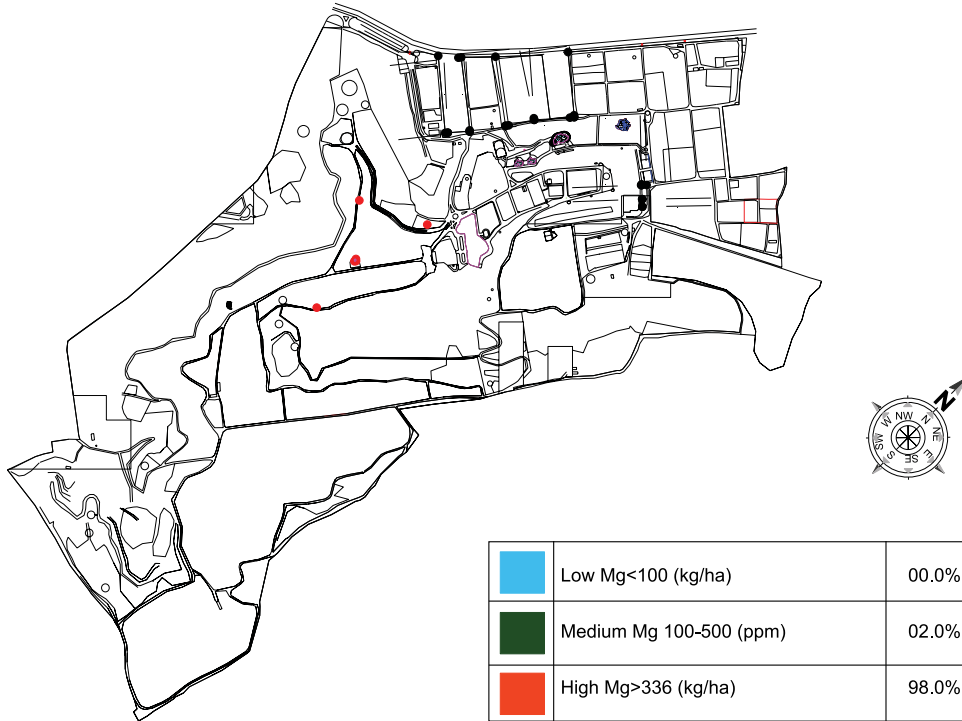 N
NW
N
W
NE
MS
E
S
SE
Low Mg<100 (kg/ha) 00.0%
Medium Mg 100-500 (ppm) 02.0%
High Mg>336 (kg/ha) 98.0%